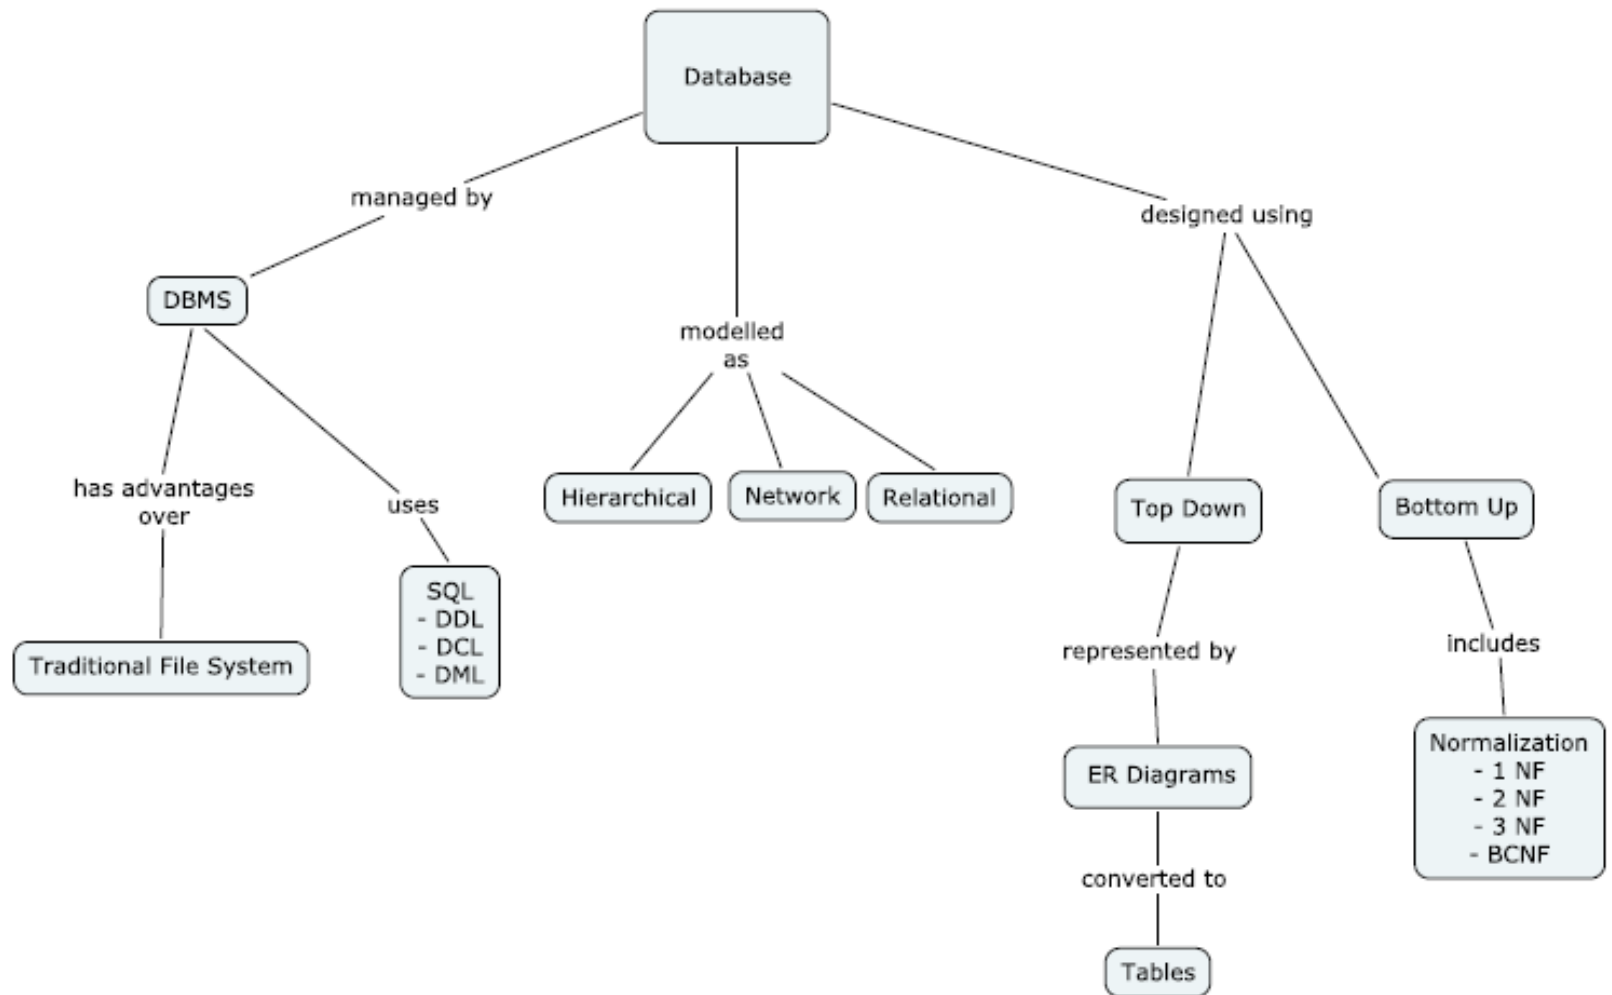 Database
managed by
designed using
DBMS
modelled
as
has advantages
over
uses
Hierarchical
Network
Relational
Top Down
Bottom Up
SQL
- DDL
- DCL
- DML
Traditional File System
represented by
includes
ER Diagrams
Normalization
- 1 NF
- 2 NF
- 3 NF
- BCNF
converted to
Tables